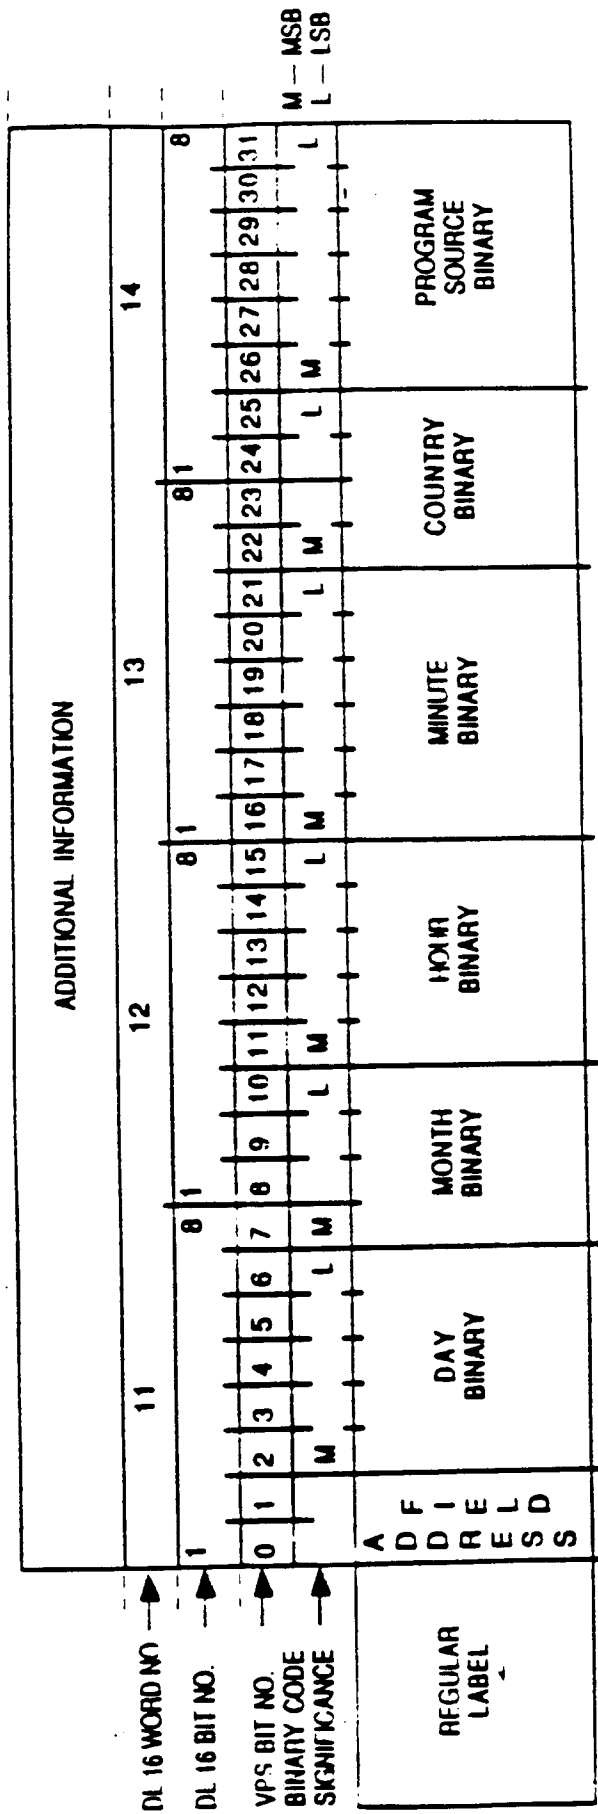 ADDITIONAL INFORMATION
DL 16 WORD NO 11 12 13 14
DL 16 BIT NO. 1 8 1 8 1 8 1 8
VPS BIT NO. 0 1 2 3 4 5 6 7 8 9 10 11 12 13 14 15 16 17 18 19 20 21 22 23 24 25 26 27 28 29 30 31
BINARY CODE
SIGNIFICANCE M L M L M L M L M L M L
M — MSB
L — LSB
REGULAR
LABEL
ADDRESS
FIELD
DAY
BINARY
MONTH
BINARY
HOUR
BINARY
MINUTE
BINARY
COUNTRY
BINARY
PROGRAM
SOURCE
BINARY